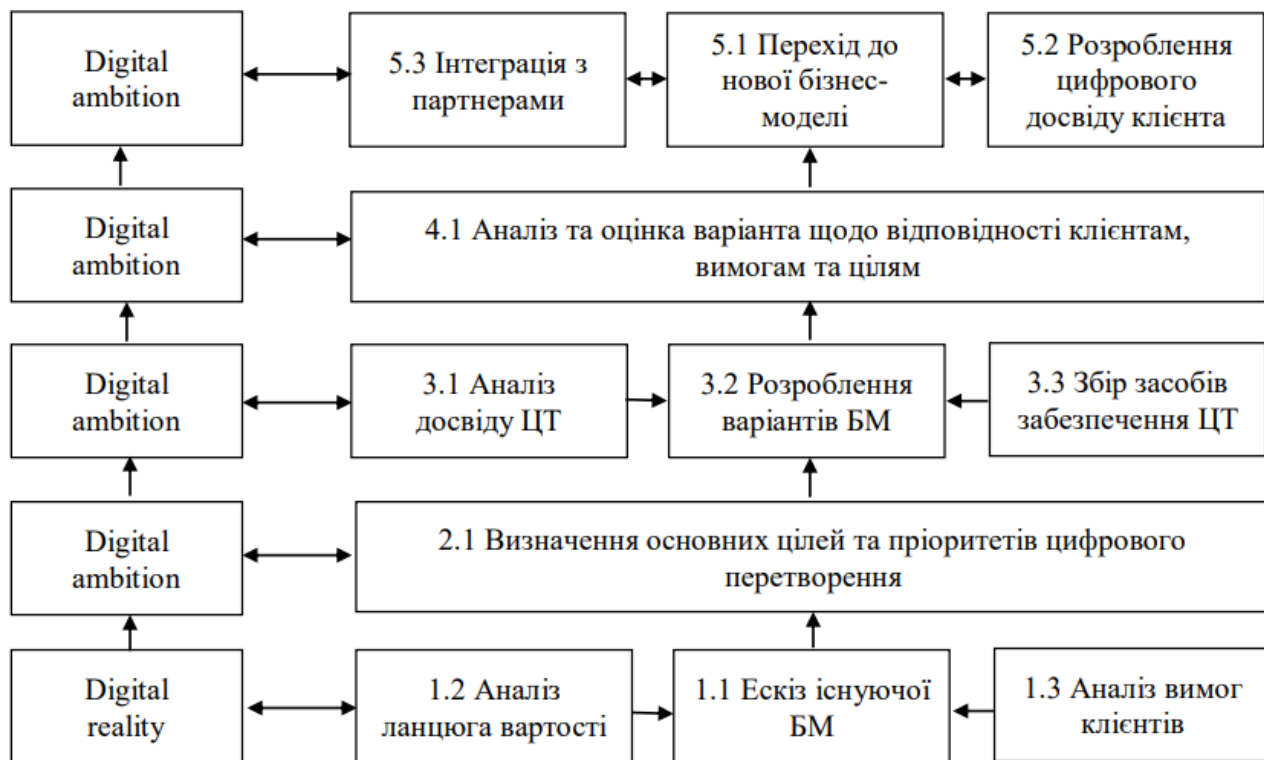 Digital
ambition
5.3 Інтеграція з
партнерами
5.1 Перехід до
нової бізнес-
моделі
5.2 Розроблення
цифрового
досвіду клієнта
Digital
ambition
4.1 Аналіз та оцінка варіанта щодо відповідності клієнтам,
вимогам та цілям
Digital
ambition
3.1 Аналіз
досвіду ЦТ
3.2 Розроблення
варіантів БМ
3.3 Збір засобів
забезпечення ЦТ
Digital
ambition
2.1 Визначення основних цілей та пріоритетів цифрового
перетворення
Digital
reality
1.2 Аналіз
ланцюга вартості
1.1 Ескіз існуючої
БМ
1.3 Аналіз вимог
клієнтів